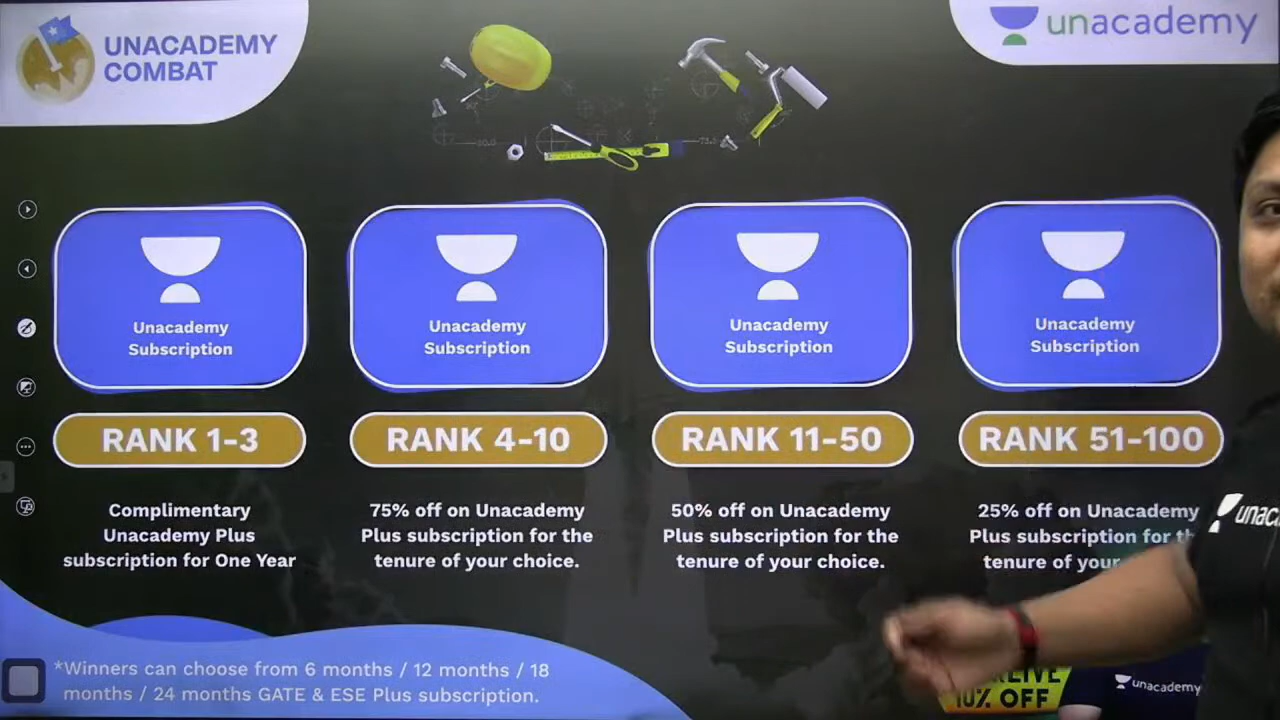 UNACADEMY
COMBAT
unacademy
Unacademy
Subscription
Unacademy
Subscription
Unacademy
Subscription
Unacademy
Subscription
RANK 1-3
RANK 4-10
RANK 11-50
RANK 51-100
Complimentary
Unacademy Plus
subscription for One Year
75% off on Unacademy
Plus subscription for the
tenure of your choice.
50% off on Unacademy
Plus subscription for the
tenure of your choice.
25% off on Unacademy
Plus subscription for
tenure of your
*Winners can choose from 6 months / 12 months / 18
months / 24 months GATE & ESE Plus subscription.
10% OFF
unacademy